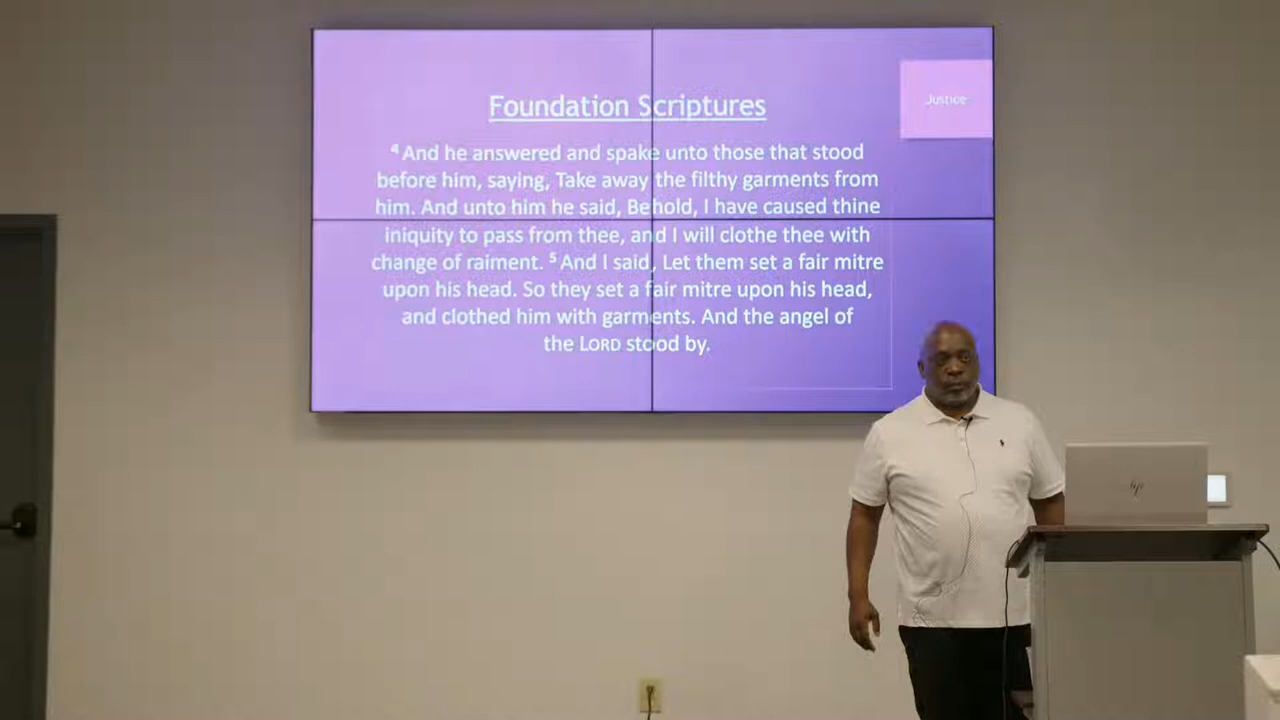 Foundation Scriptures
Justice
⁴ And he answered and spake unto those that stood
before him, saying, Take away the filthy garments from
him. And unto him he said, Behold, I have caused thine
iniquity to pass from thee, and I will clothe thee with
change of raiment. ⁵ And I said, Let them set a fair mitre
upon his head. So they set a fair mitre upon his head,
and clothed him with garments. And the angel of
the LORD stood by.
hp